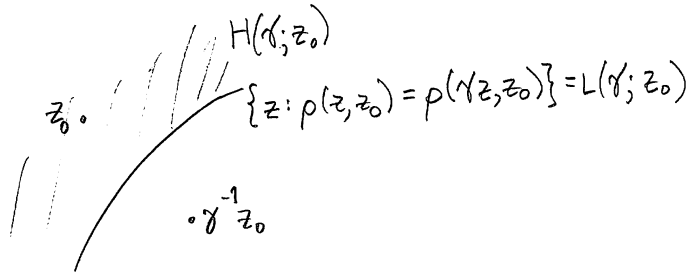 H(γ; z₀)
{z : ρ(z, z₀) = ρ(γz, z₀)} = L(γ; z₀)
z₀ .
. γ⁻¹z₀